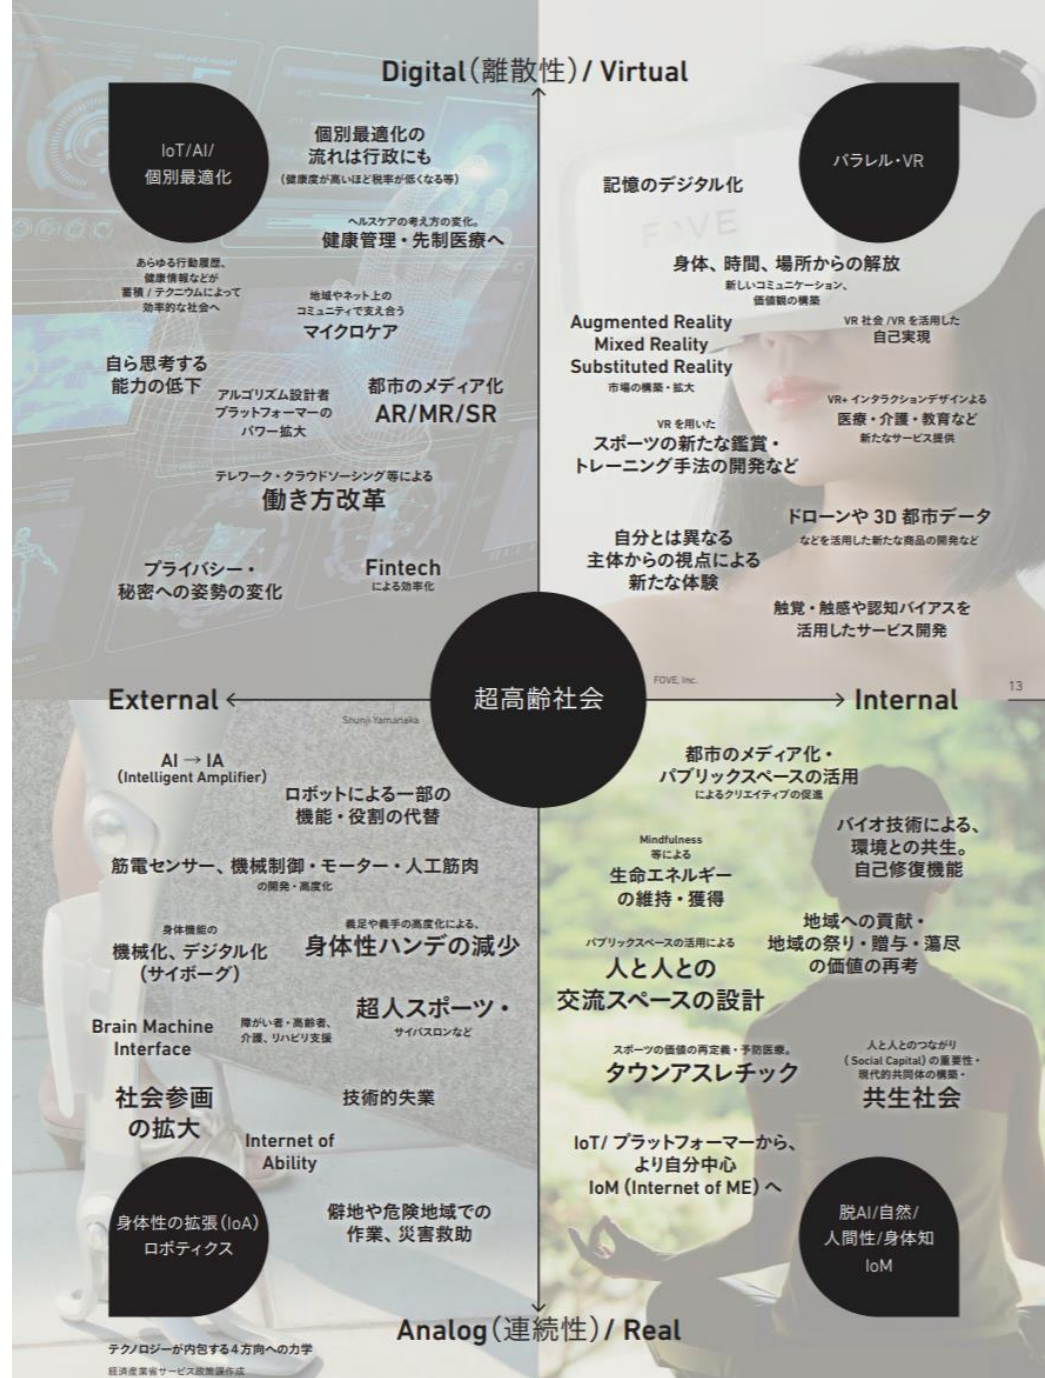 Digital(離散性)/ Virtual
IoT/AI/
個別最適化
個別最適化の
流れは行政にも
(健康度が高いほど税率が低くなる等)
ヘルスケアの考え方の変化。
健康管理・先制医療へ
あらゆる行動履歴、
健康情報などが
蓄積 / テクニウムによって
効率的な社会へ
地域やネット上の
コミュニティで支え合う
マイクロケア
自ら思考する
能力の低下
アルゴリズム設計者
プラットフォーマーの
パワー拡大
都市のメディア化
AR/MR/SR
テレワーク・クラウドソーシング等による
働き方改革
プライバシー・
秘密への姿勢の変化
Fintech
による効率化
パラレル・VR
記憶のデジタル化
FOVE
身体、時間、場所からの解放
新しいコミュニケーション、
価値観の構築
Augmented Reality
Mixed Reality
Substituted Reality
市場の構築・拡大
VR 社会 /VR を活用した
自己実現
VR+ インタラクションデザインよる
医療・介護・教育など
新たなサービス提供
VR を用いた
スポーツの新たな鑑賞・
トレーニング手法の開発など
ドローンや 3D 都市データ
などを活用した新たな商品の開発など
自分とは異なる
主体からの視点による
新たな体験
触覚・触感や認知バイアスを
活用したサービス開発
FOVE, Inc.
13
External
超高齢社会
Internal
Shunji Yamanaka
AI → IA
(Intelligent Amplifier)
ロボットによる一部の
機能・役割の代替
筋電センサー、機械制御・モーター・人工筋肉
の開発・高度化
身体機能の
機械化、デジタル化
(サイボーグ)
義足や義手の高度化による、
身体性ハンデの減少
超人スポーツ・
サイバスロンなど
Brain Machine
Interface
障がい者・高齢者、
介護、リハビリ支援
社会参画
の拡大
技術的失業
Internet of
Ability
僻地や危険地域での
作業、災害救助
身体性の拡張(IoA)
ロボティクス
都市のメディア化・
パブリックスペースの活用
によるクリエイティブの促進
Mindfulness
等による
生命エネルギー
の維持・獲得
バイオ技術による、
環境との共生。
自己修復機能
地域への貢献・
地域の祭り・贈与・蕩尽
の価値の再考
パブリックスペースの活用による
人と人との
交流スペースの設計
スポーツの価値の再定義・予防医療。
タウンアスレチック
人と人とのつながり
(Social Capital)の重要性・
現代的共同体の構築・
共生社会
IoT/ プラットフォーマーから、
より自分中心
IoM (Internet of ME) へ
脱AI/自然/
人間性/身体知
IoM
Analog(連続性)/ Real
テクノロジーが内包する4方向への力学
経済産業省サービス政策課作成